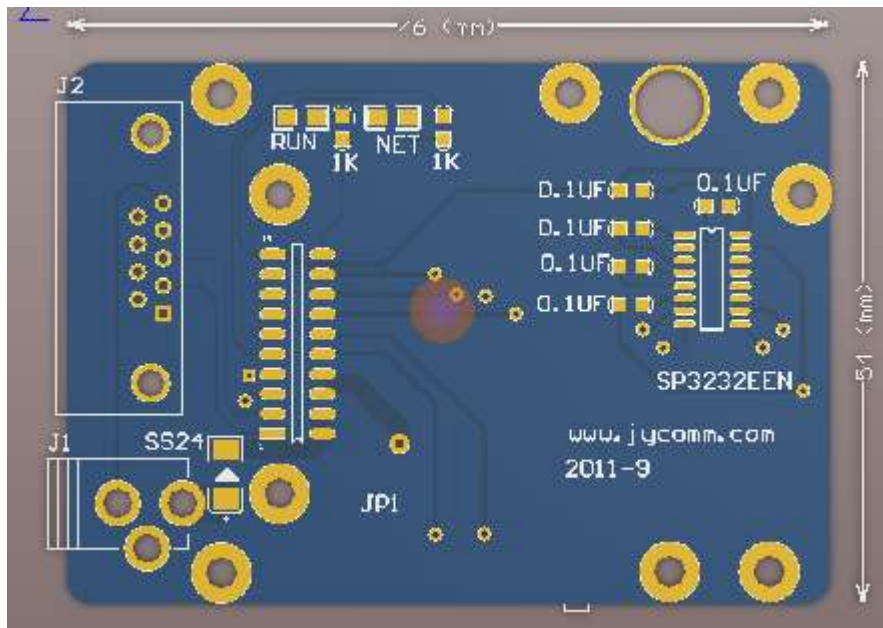 76 (mm)
J2
RUN
1K
NET
1K
0.1UF
0.1UF
0.1UF
0.1UF
0.1UF
51 (mm)
SP3232EEN
J1
SS24
www.jycomm.com
2011-9
JP1